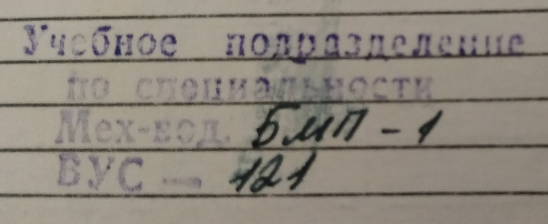 Учебное подразделение
по специальности
Мех-вод. БМП-1
ВУС — 121